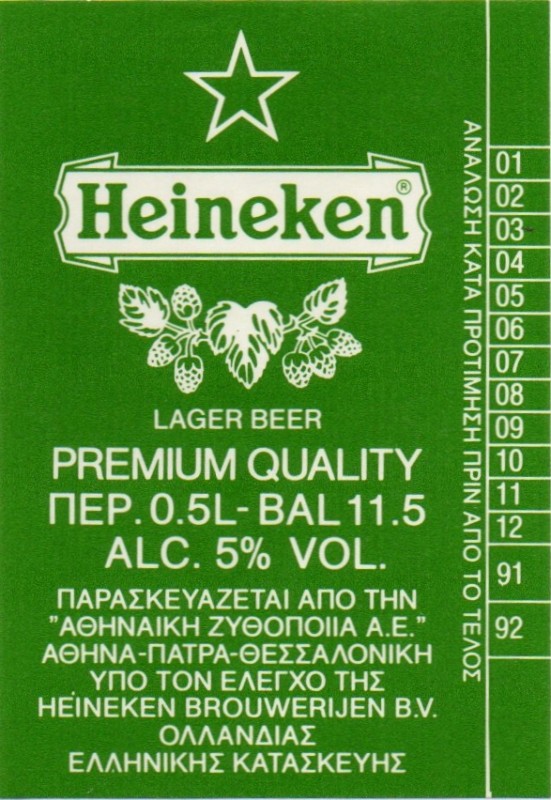 Heineken®
LAGER BEER
PREMIUM QUALITY
ΠΕΡ. 0.5L - BAL 11.5
ALC. 5% VOL.
ΠΑΡΑΣΚΕΥΑΖΕΤΑΙ ΑΠΟ ΤΗΝ
"ΑΘΗΝΑΙΚΗ ΖΥΘΟΠΟΙΙΑ Α.Ε."
ΑΘΗΝΑ-ΠΑΤΡΑ-ΘΕΣΣΑΛΟΝΙΚΗ
ΥΠΟ ΤΟΝ ΕΛΕΓΧΟ ΤΗΣ
HEINEKEN BROUWERIJEN B.V.
ΟΛΛΑΝΔΙΑΣ
ΕΛΛΗΝΙΚΗΣ ΚΑΤΑΣΚΕΥΗΣ
ΑΝΑΛΩΣΗ ΚΑΤΑ ΠΡΟΤΙΜΗΣΗ ΠΡΙΝ ΑΠΟ ΤΟ ΤΕΛΟΣ
01
02
03
04
05
06
07
08
09
10
11
12
91
92